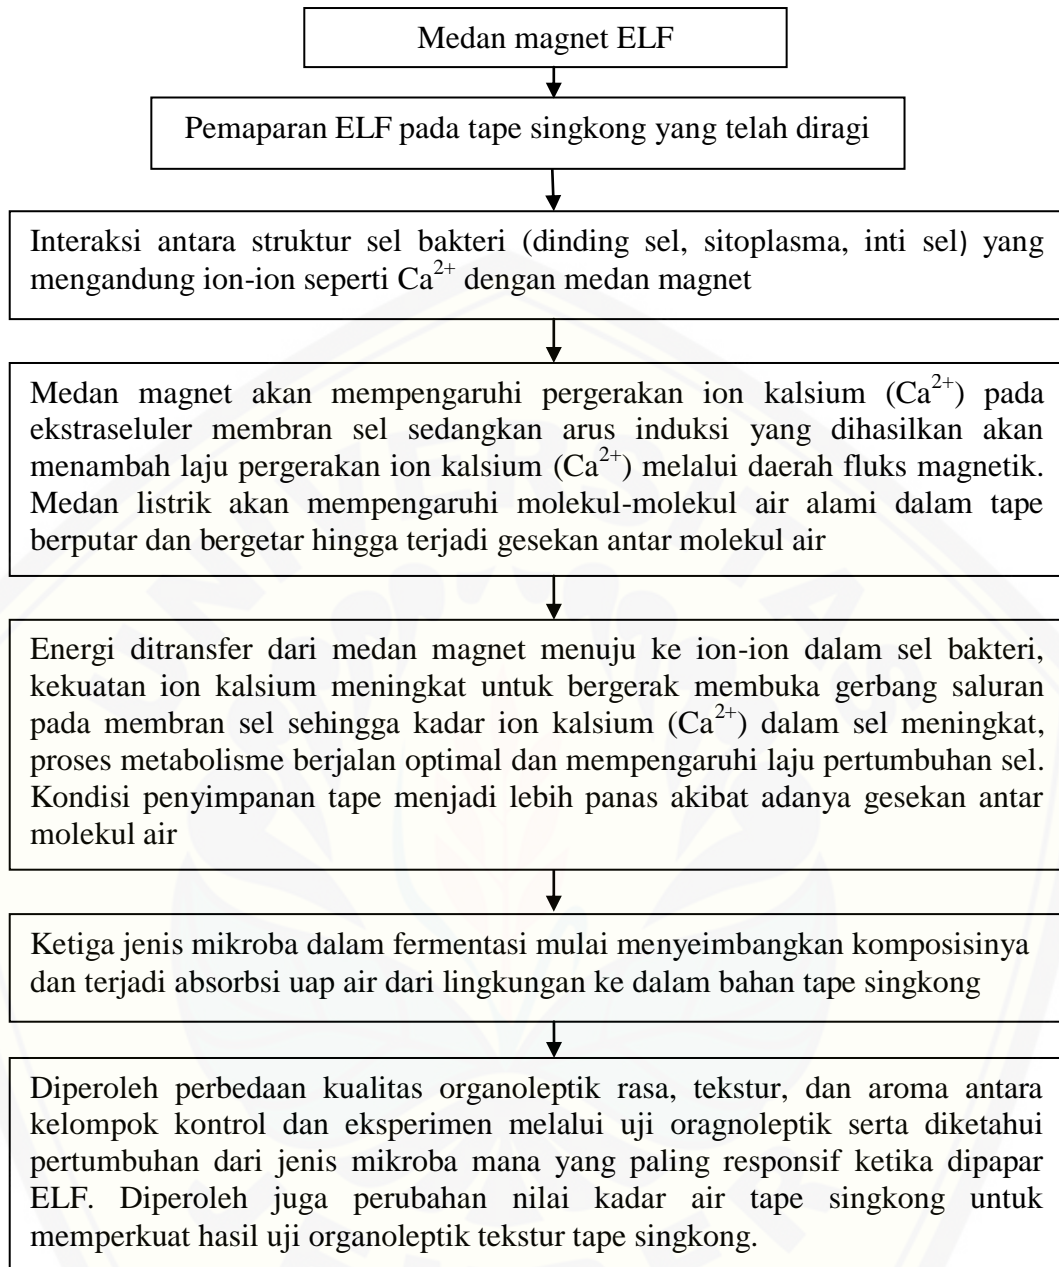 Medan magnet ELF
Pemaparan ELF pada tape singkong yang telah diragi
Interaksi antara struktur sel bakteri (dinding sel, sitoplasma, inti sel) yang
mengandung ion-ion seperti Ca²⁺ dengan medan magnet
Medan magnet akan mempengaruhi pergerakan ion kalsium (Ca²⁺) pada
ekstraseluler membran sel sedangkan arus induksi yang dihasilkan akan
menambah laju pergerakan ion kalsium (Ca²⁺) melalui daerah fluks magnetik.
Medan listrik akan mempengaruhi molekul-molekul air alami dalam tape
berputar dan bergetar hingga terjadi gesekan antar molekul air
Energi ditransfer dari medan magnet menuju ke ion-ion dalam sel bakteri,
kekuatan ion kalsium meningkat untuk bergerak membuka gerbang saluran
pada membran sel sehingga kadar ion kalsium (Ca²⁺) dalam sel meningkat,
proses metabolisme berjalan optimal dan mempengaruhi laju pertumbuhan sel.
Kondisi penyimpanan tape menjadi lebih panas akibat adanya gesekan antar
molekul air
Ketiga jenis mikroba dalam fermentasi mulai menyeimbangkan komposisinya
dan terjadi absorbsi uap air dari lingkungan ke dalam bahan tape singkong
Diperoleh perbedaan kualitas organoleptik rasa, tekstur, dan aroma antara
kelompok kontrol dan eksperimen melalui uji oragnoleptik serta diketahui
pertumbuhan dari jenis mikroba mana yang paling responsif ketika dipapar
ELF. Diperoleh juga perubahan nilai kadar air tape singkong untuk
memperkuat hasil uji organoleptik tekstur tape singkong.
UNIVERSITAS